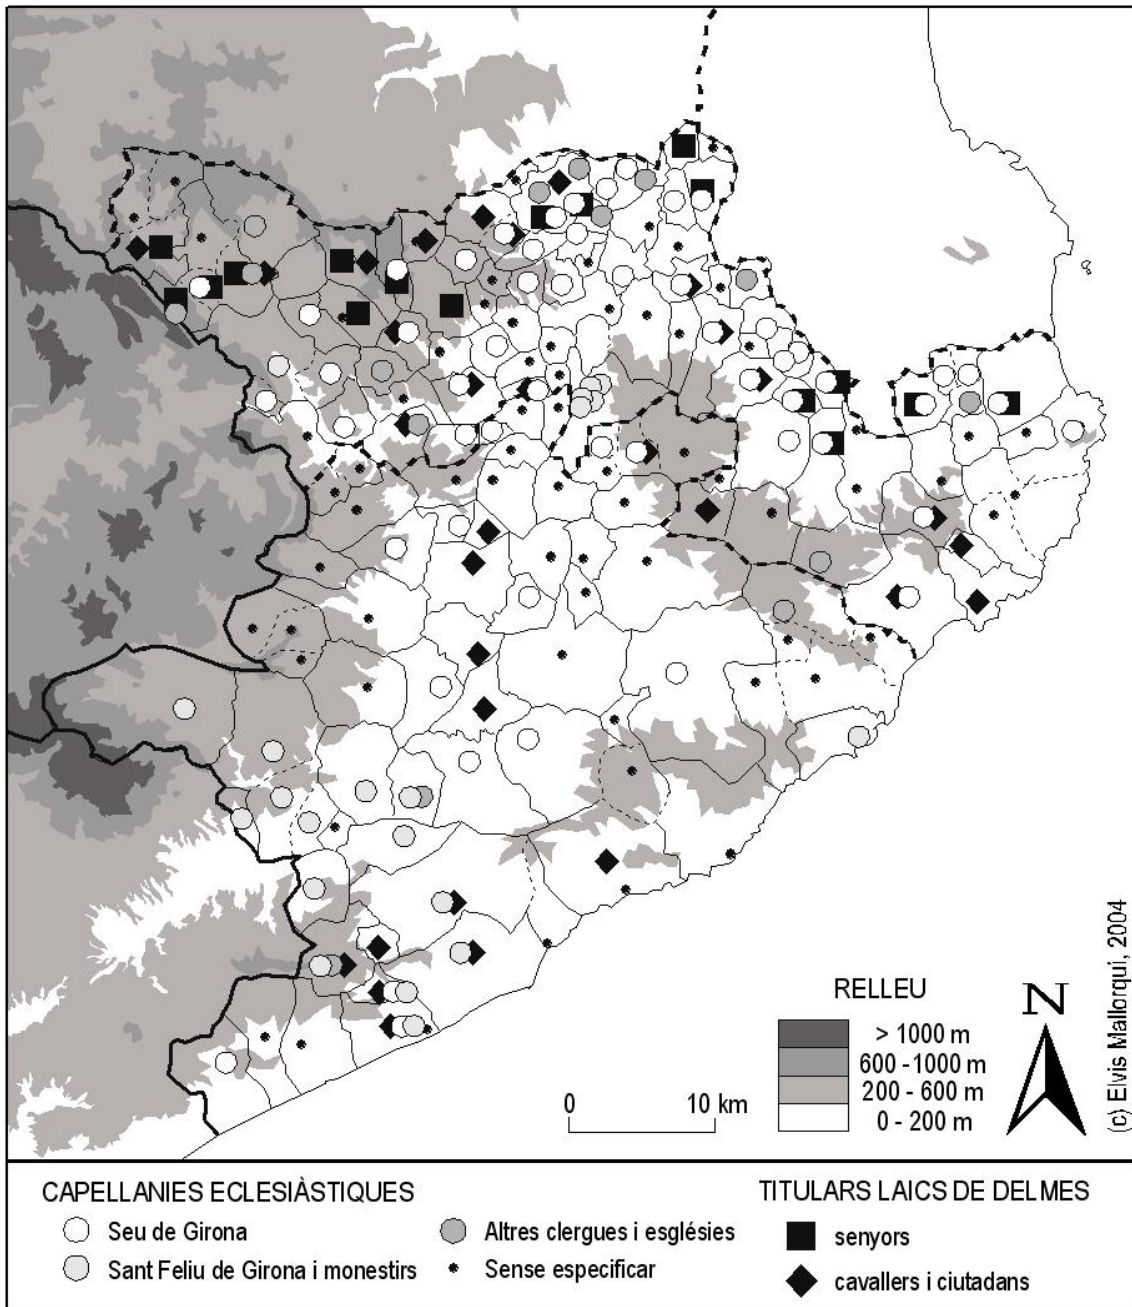 (c) Elvis Mallorquí, 2004
RELLEU
N
> 1000 m
600 - 1000 m
200 - 600 m
0 - 200 m
0 10 km
CAPELLANIES ECLESIÀSTIQUES
Seu de Girona
Sant Feliu de Girona i monestirs
Altres clergues i esglésies
Sense especificar
TITULARS LAICS DE DELMES
senyors
cavallers i ciutadans